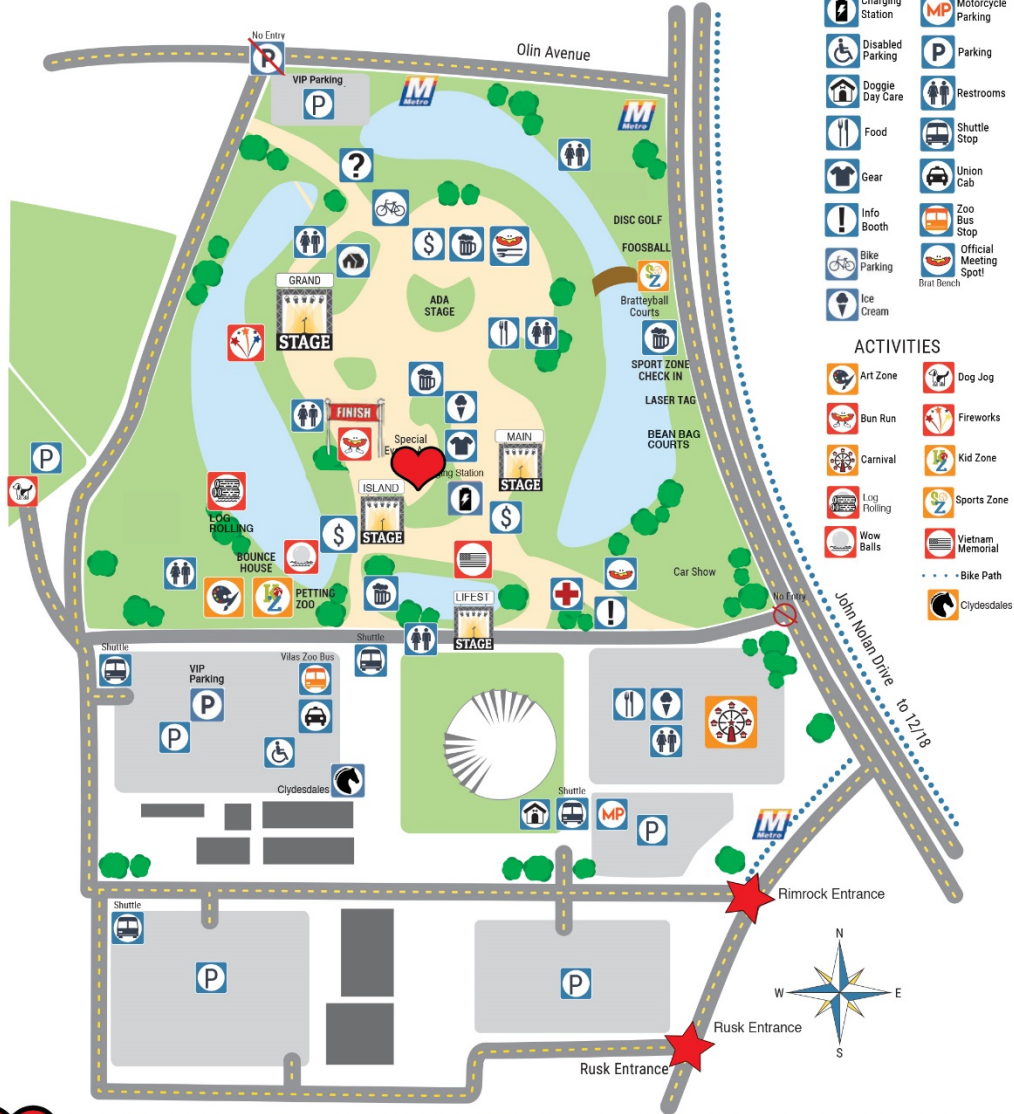 No Entry
P
Olin Avenue
VIP Parking
P
M
Metro
M
Metro
?
$
DISC GOLF
FOOSBALL
GRAND
STAGE
ADA
STAGE
SZ
Bratteyball
Courts
SPORT ZONE
CHECK IN
LASER TAG
BEAN BAG
COURTS
FINISH
Special
MAIN
STAGE
Station
ISLAND
STAGE
$
$
P
LOG
ROLLING
BOUNCE
HOUSE
KZ
PETTING
ZOO
LIFEST
STAGE
!
Car Show
No Entry
John Nolan Drive
to 12/18
Shuttle
VIP
Parking
P
P
Vilas Zoo Bus
Shuttle
Clydesdales
Shuttle
MP
P
M
Metro
Rimrock Entrance
Shuttle
P
P
Rusk Entrance
Rusk Entrance
N
W
E
S
Charging
Station
MP
Motorcycle
Parking
Disabled
Parking
P
Parking
Doggie
Day Care
Restrooms
Food
Shuttle
Stop
Gear
Union
Cab
!
Info
Booth
Zoo
Bus
Stop
Bike
Parking
Official
Meeting
Spot!
Brat Bench
Ice
Cream
ACTIVITIES
Art Zone
Dog Jog
Bun Run
Fireworks
Carnival
KZ
Kid Zone
Log
Rolling
SZ
Sports Zone
Wow
Balls
Vietnam
Memorial
Bike Path
Clydesdales